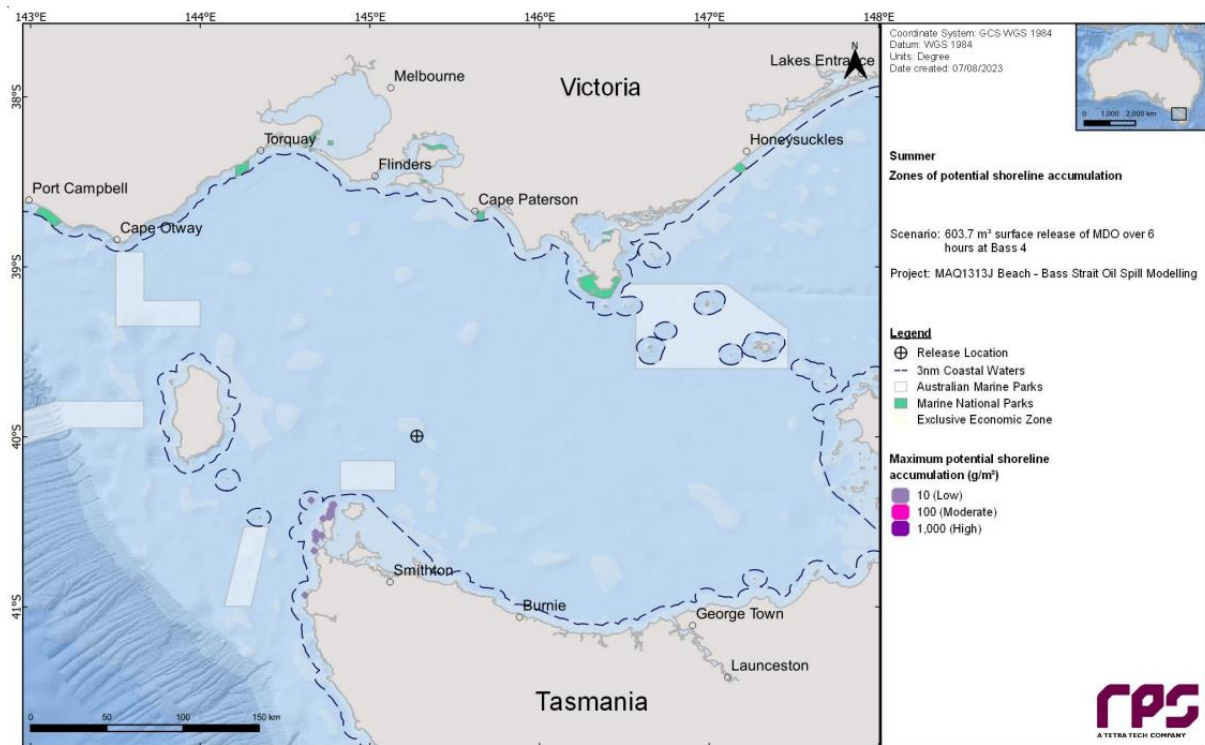 143°E 144°E 145°E 146°E 147°E 148°E
Melbourne
Victoria
Lakes Entrance
N
38°S
Torquay
Honeysuckles
Flinders
Port Campbell
Cape Paterson
Cape Otway
39°S
40°S
Smithton
41°S
Burnie
George Town
Launceston
Tasmania
0 50 100 150 km
Coordinate System: GCS WGS 1984
Datum: WGS 1984
Units: Degree
Date created: 07/08/2023
0 1,000 2,000 km
Summer
Zones of potential shoreline accumulation
Scenario: 603.7 m³ surface release of MDO over 6
hours at Bass 4
Project: MAQ1313J Beach - Bass Strait Oil Spill Modelling
Legend
Release Location
3nm Coastal Waters
Australian Marine Parks
Marine National Parks
Exclusive Economic Zone
Maximum potential shoreline
accumulation (g/m²)
10 (Low)
100 (Moderate)
1,000 (High)
rps
A TETRA TECH COMPANY
38°S
39°S
40°S
41°S